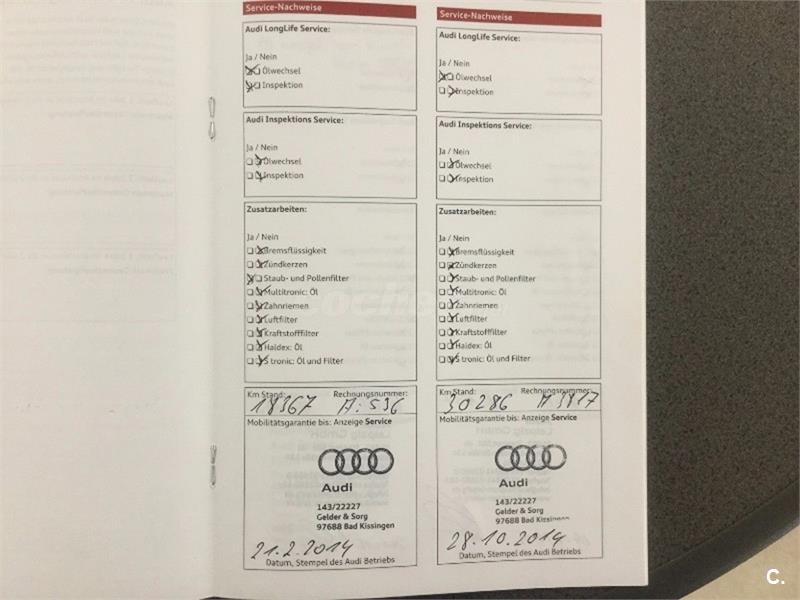 Service-Nachweise
Audi LongLife Service:
Ja / Nein
Ölwechsel
Inspektion
Audi Inspektions Service:
Ja / Nein
Ölwechsel
Inspektion
Zusatzarbeiten:
Ja / Nein
Bremsflüssigkeit
Zündkerzen
Staub- und Pollenfilter
Multitronic: Öl
Zahnriemen
Luftfilter
Kraftstofffilter
Haldex: Öl
S tronic: Öl und Filter
Km Stand: Rechnungsnummer:
18367 A: 536
Mobilitätsgarantie bis: Anzeige Service
Audi
143/22227
Gelder & Sorg
97688 Bad Kissingen
21.2.2014
Datum, Stempel des Audi Betriebs
Service-Nachweise
Audi LongLife Service:
Ja / Nein
Ölwechsel
Inspektion
Audi Inspektions Service:
Ja / Nein
Ölwechsel
Inspektion
Zusatzarbeiten:
Ja / Nein
Bremsflüssigkeit
Zündkerzen
Staub- und Pollenfilter
Multitronic: Öl
Zahnriemen
Luftfilter
Kraftstofffilter
Haldex: Öl
S tronic: Öl und Filter
Km Stand: Rechnungsnummer:
30286 A 3817
Mobilitätsgarantie bis: Anzeige Service
Audi
143/22227
Gelder & Sorg
97688 Bad Kissingen
28.10.2014
Datum, Stempel des Audi Betriebs
C.